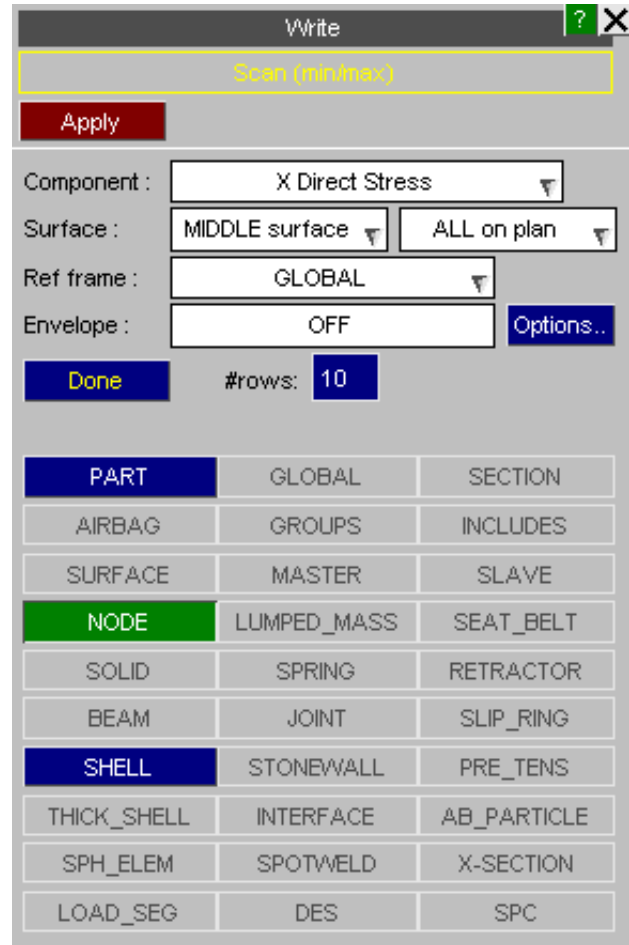 Write ?
Scan (min/max)
Apply
Component : X Direct Stress
Surface : MIDDLE surface ALL on plan
Ref frame : GLOBAL
Envelope : OFF Options..
Done #rows: 10
PART GLOBAL SECTION
AIRBAG GROUPS INCLUDES
SURFACE MASTER SLAVE
NODE LUMPED_MASS SEAT_BELT
SOLID SPRING RETRACTOR
BEAM JOINT SLIP_RING
SHELL STONEWALL PRE_TENS
THICK_SHELL INTERFACE AB_PARTICLE
SPH_ELEM SPOTWELD X-SECTION
LOAD_SEG DES SPC